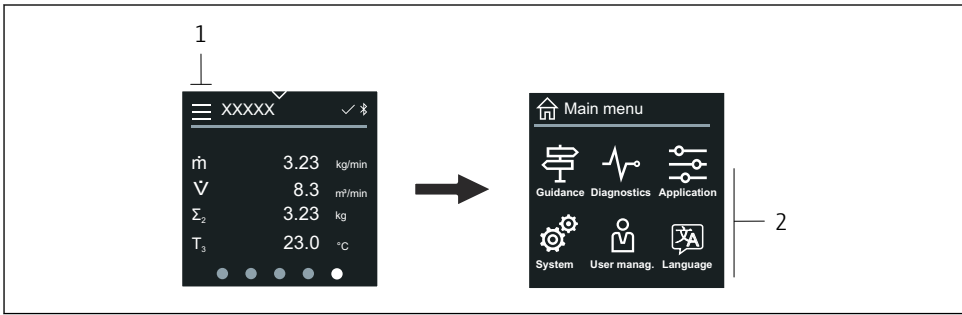 1
XXXXX
ṁ 3.23 kg/min
V̇ 8.3 m³/min
Σ₂ 3.23 kg
T₃ 23.0 °C
Main menu
Guidance Diagnostics Application
System User manag. Language
2